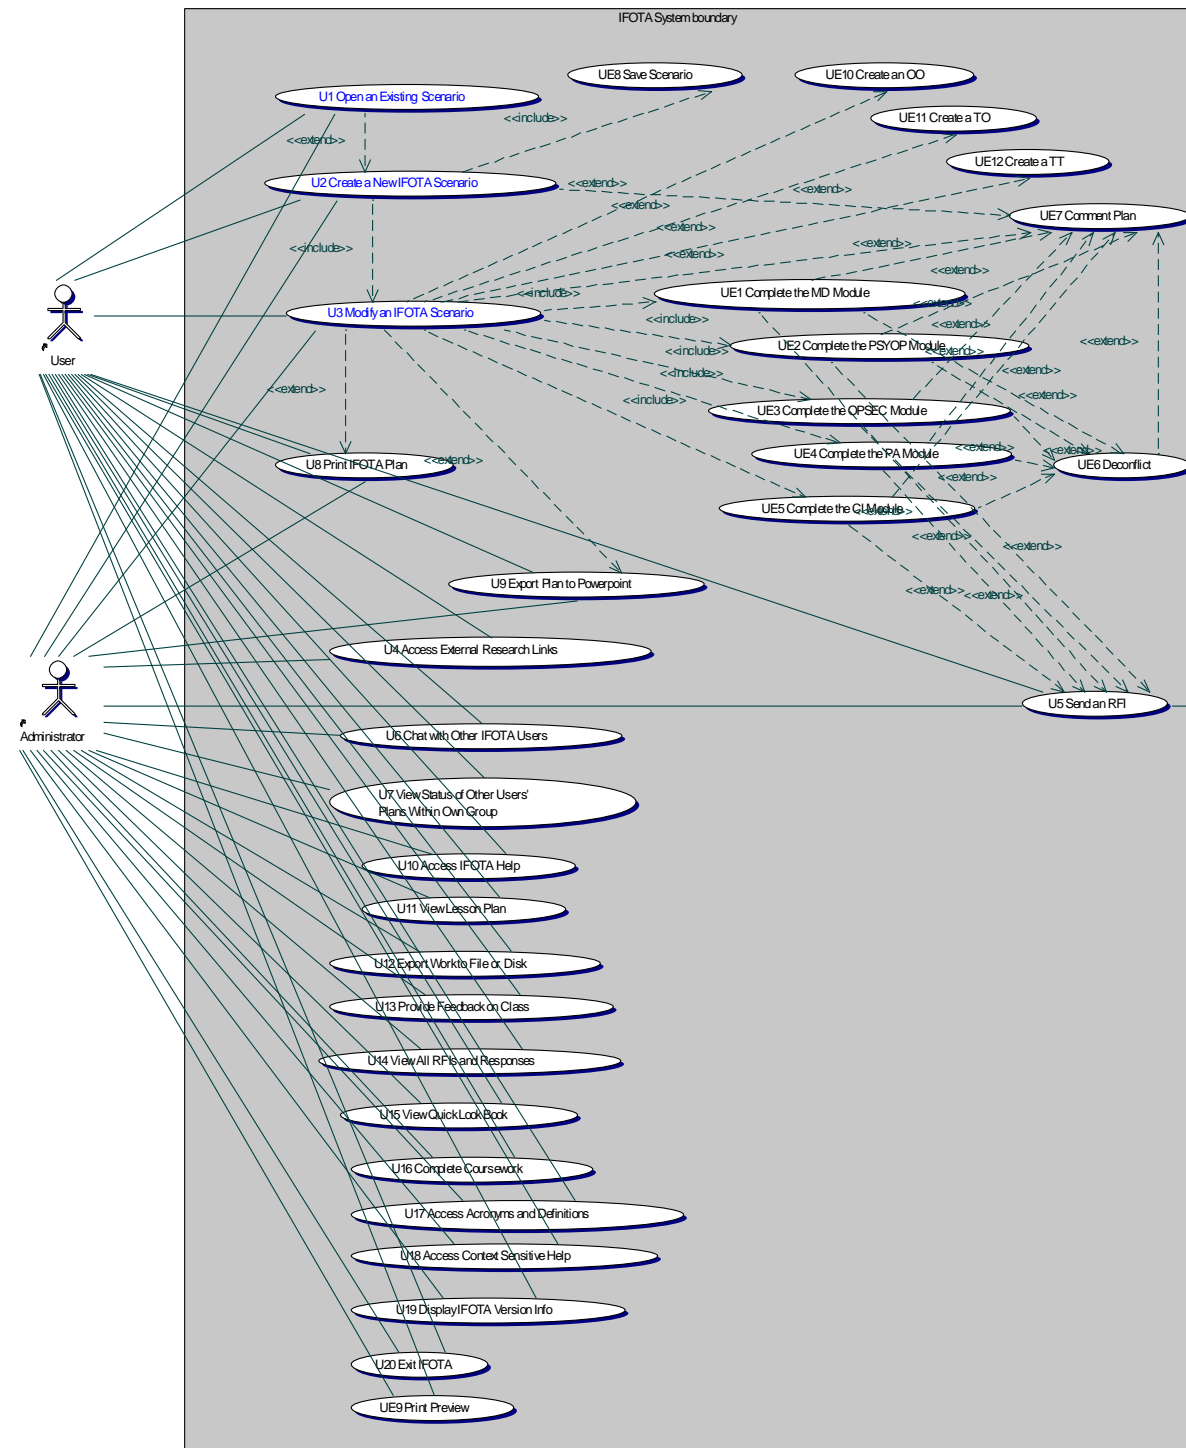 IFOTA System boundary
UE8 Save Scenario
UE10 Create an OO
U1 Open an Existing Scenario
<<include>>
UE11 Create a TO
<<extend>>
UE12 Create a TT
U2 Create a New IFOTA Scenario
<<extend>>
<<extend>>
UE7 Comment Plan
<<extend>>
<<include>>
<<extend>>
<<extend>>
<<extend>>
UE1 Complete the MD Module
<<include>>
<<extend>>
User
U3 Modify an IFOTA Scenario
<<include>>
<<extend>>
<<extend>>
UE2 Complete the PSYOP Module
<<include>>
<<extend>>
<<extend>>
<<include>>
<<extend>>
<<extend>>
<<include>>
UE3 Complete the OPSEC Module
<<extend>>
UE4 Complete the PA Module
<<extend>>
<<extend>>
U8 Print IFOTA Plan
<<extend>>
UE6 Deconflict
<<extend>>
UE5 Complete the CI Module
<<extend>>
<<extend>>
<<extend>>
U9 Export Plan to Powerpoint
<<extend>>
<<extend>>
U4 Access External Research Links
Administrator
U5 Send an RFI
U6 Chat with Other IFOTA Users
U7 View Status of Other Users'
Plans Within Own Group
U10 Access IFOTA Help
U11 View Lesson Plan
U12 Export Work to File or Disk
U13 Provide Feedback on Class
U14 View All RFIs and Responses
U15 View Quick Look Book
U16 Complete Coursework
U17 Access Acronyms and Definitions
U18 Access Context Sensitive Help
U19 Display IFOTA Version Info
U20 Exit IFOTA
UE9 Print Preview